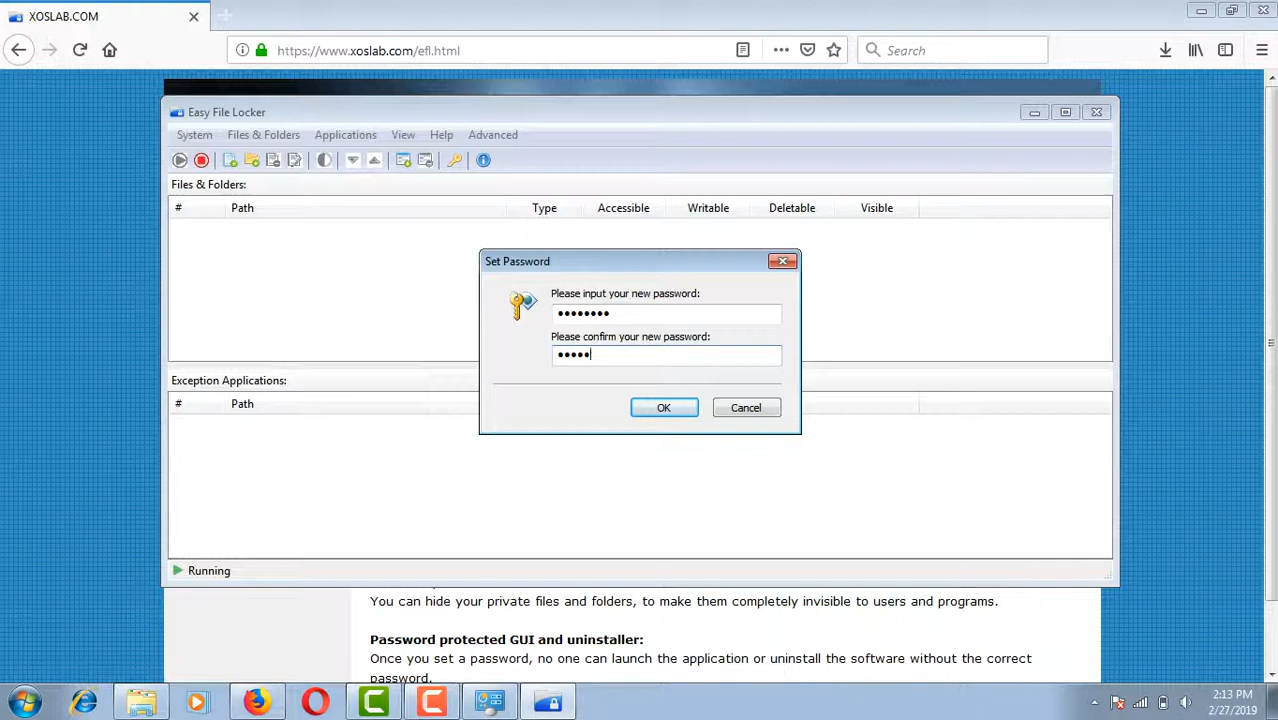 XOSLAB.COM
https://www.xoslab.com/efl.html
Search
Easy File Locker
System Files & Folders Applications View Help Advanced
Files & Folders:
# Path Type Accessible Writable Deletable Visible
Set Password
Please input your new password:
••••••••
Please confirm your new password:
•••••
OK Cancel
Exception Applications:
# Path
Running
You can hide your private files and folders, to make them completely invisible to users and programs.
Password protected GUI and uninstaller:
Once you set a password, no one can launch the application or uninstall the software without the correct
password.
2:13 PM
2/27/2019